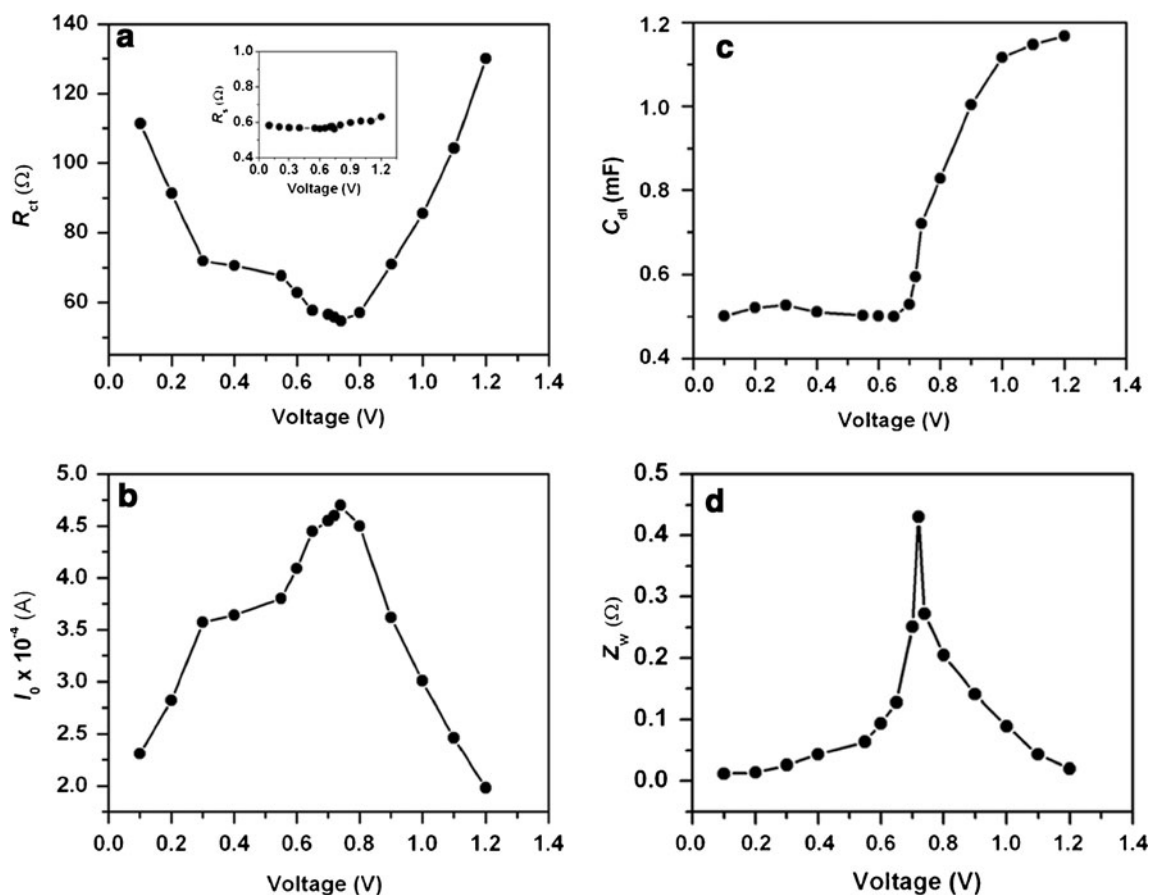 a
140
120
100
80
60
R_ct (Ω)
0.0 0.2 0.4 0.6 0.8 1.0 1.2 1.4
Voltage (V)
1.0
0.8
0.6
0.4
R_s (Ω)
0.0 0.3 0.6 0.9 1.2
Voltage (V)
c
1.2
1.0
0.8
0.6
0.4
C_dl (mF)
0.0 0.2 0.4 0.6 0.8 1.0 1.2 1.4
Voltage (V)
b
5.0
4.5
4.0
3.5
3.0
2.5
2.0
I_0 x 10^-4 (A)
0.0 0.2 0.4 0.6 0.8 1.0 1.2 1.4
Voltage (V)
d
0.5
0.4
0.3
0.2
0.1
0.0
Z_W (Ω)
0.0 0.2 0.4 0.6 0.8 1.0 1.2 1.4
Voltage (V)